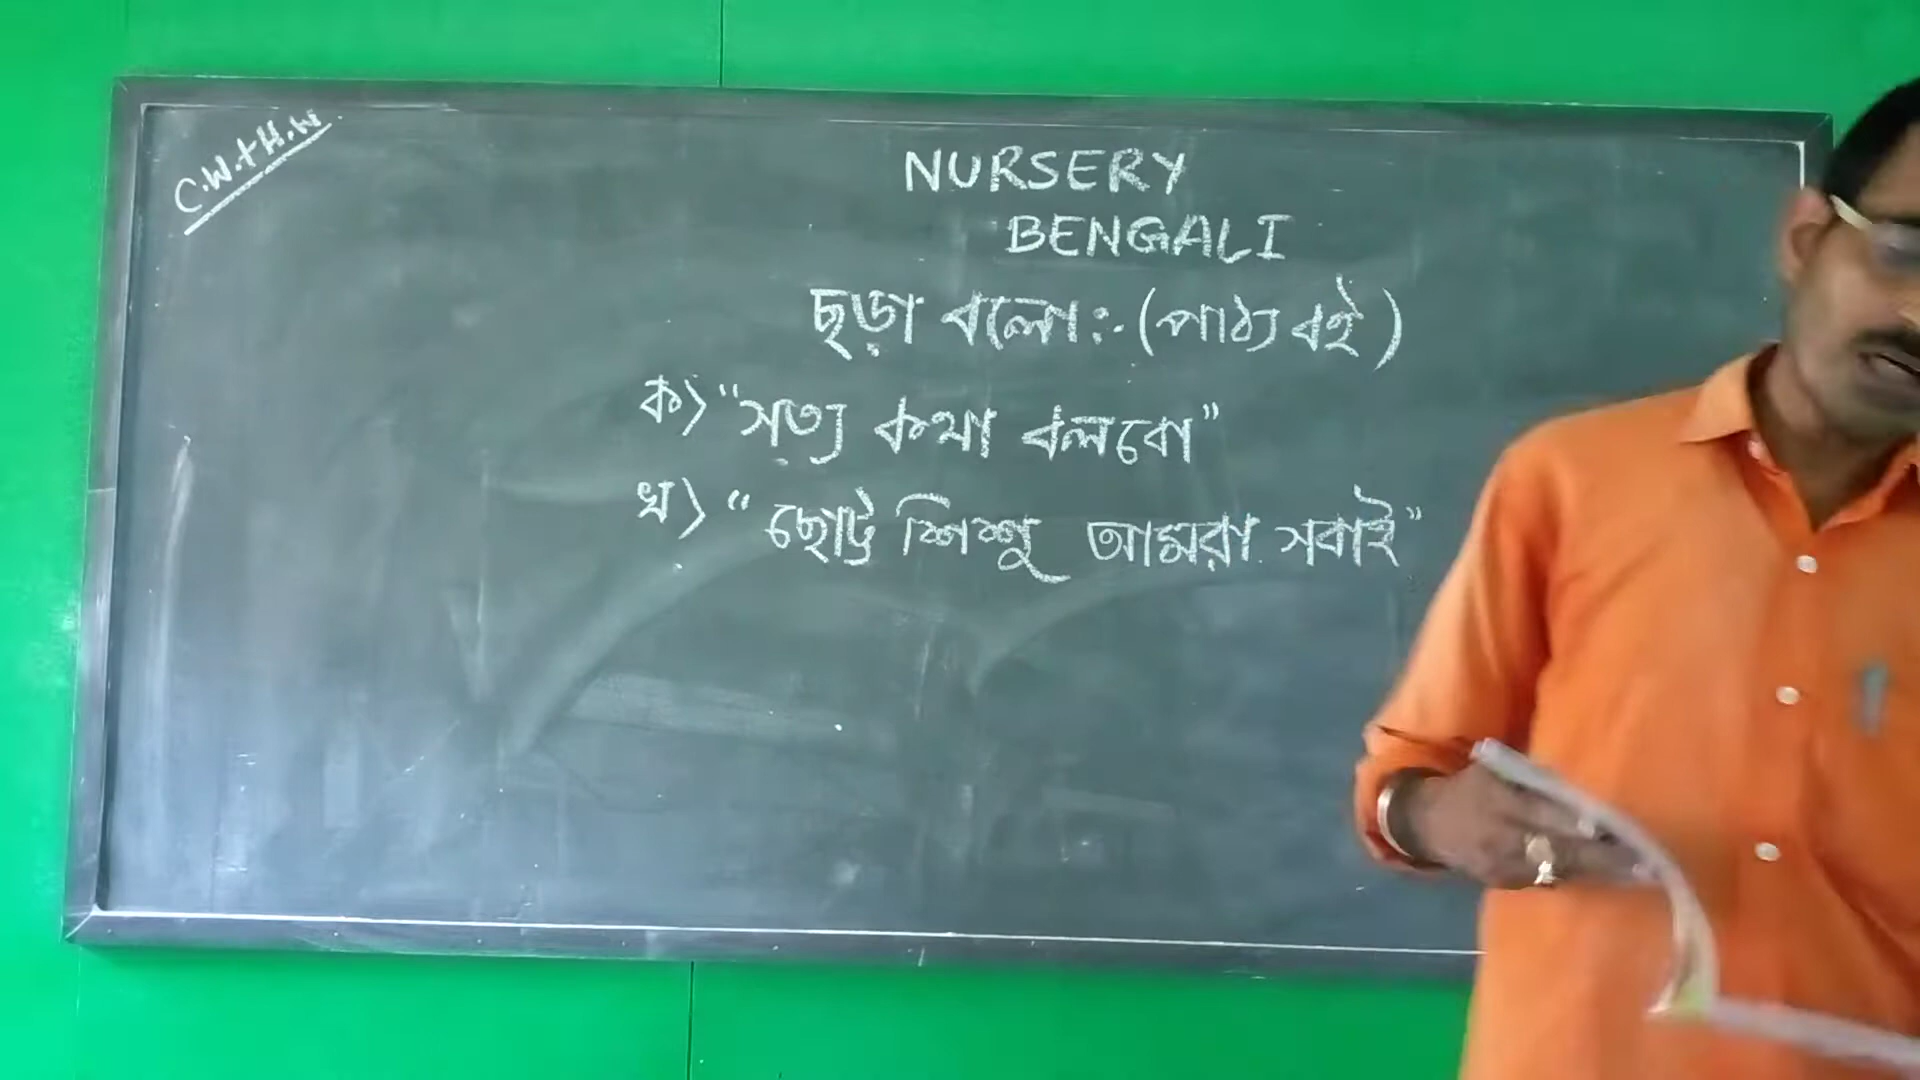 C.W.+H.W.
NURSERY
BENGALI
ছড়া বলো:- (পাঠ্য বই)
ক) "সত্য কথা বলবো"
খ) "ছোট্ট শিশু আমরা সবাই"